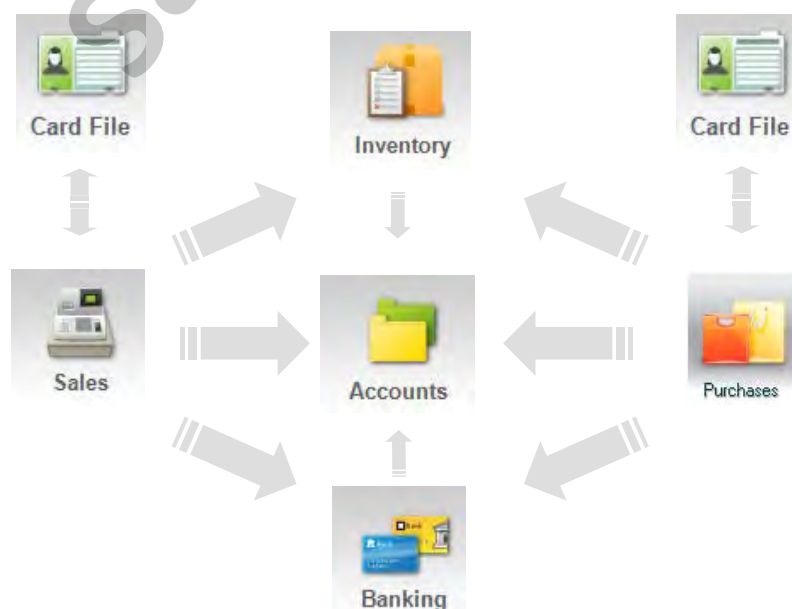 Card File
Inventory
Card File
Sales
Accounts
Purchases
Banking